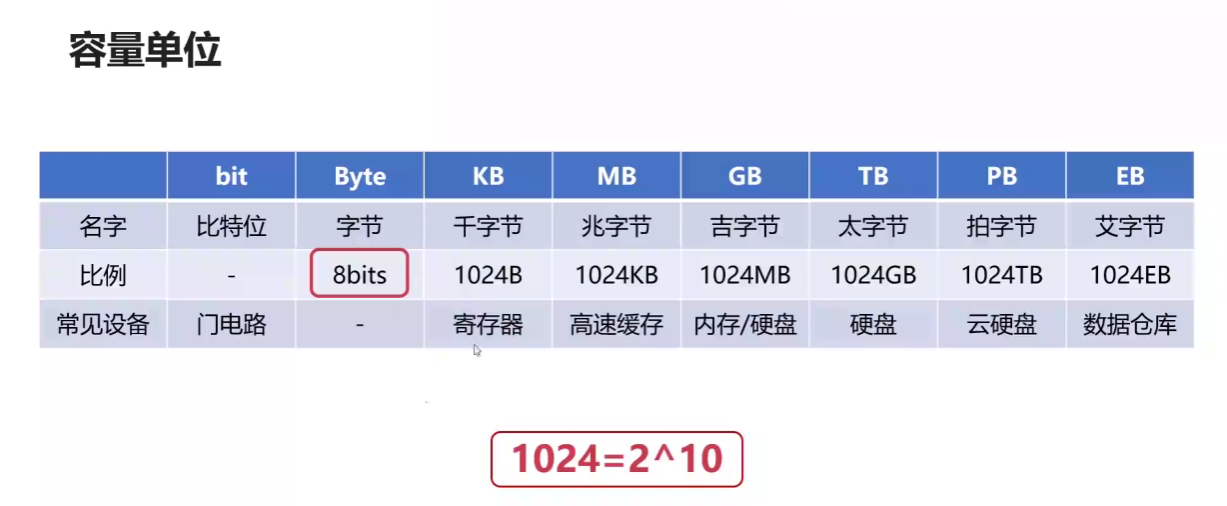 容量单位
bit Byte KB MB GB TB PB EB
名字 比特位 字节 千字节 兆字节 吉字节 太字节 拍字节 艾字节
比例 - 8bits 1024B 1024KB 1024MB 1024GB 1024TB 1024EB
常见设备 门电路 - 寄存器 高速缓存 内存/硬盘 硬盘 云硬盘 数据仓库
1024=2^10